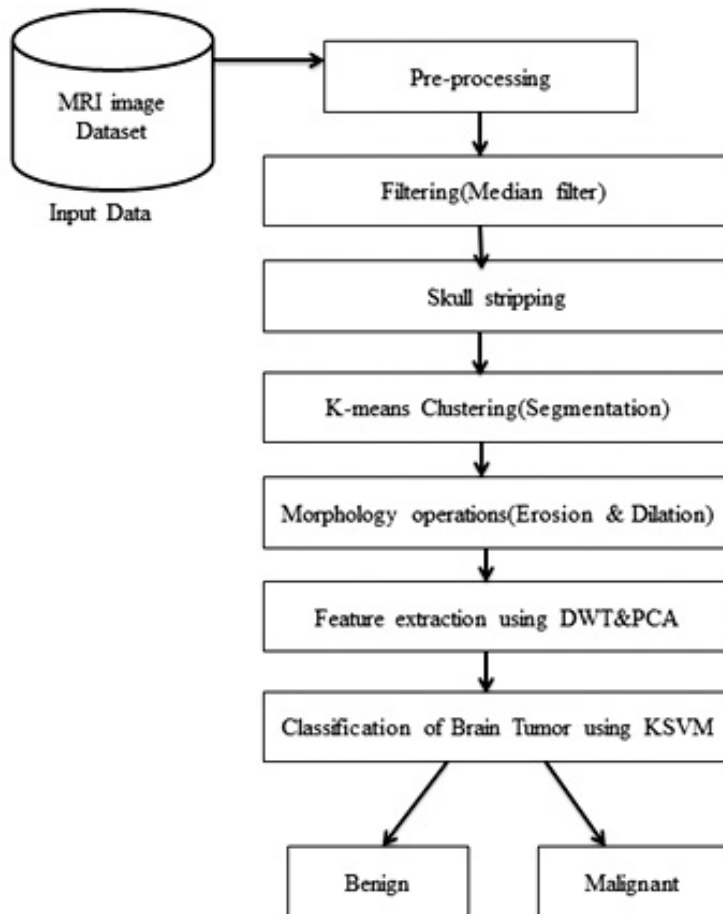 MRI image
Dataset
Input Data
Pre-processing
Filtering(Median filter)
Skull stripping
K-means Clustering(Segmentation)
Morphology operations(Erosion & Dilation)
Feature extraction using DWT&PCA
Classification of Brain Tumor using KSVM
Benign
Malignant